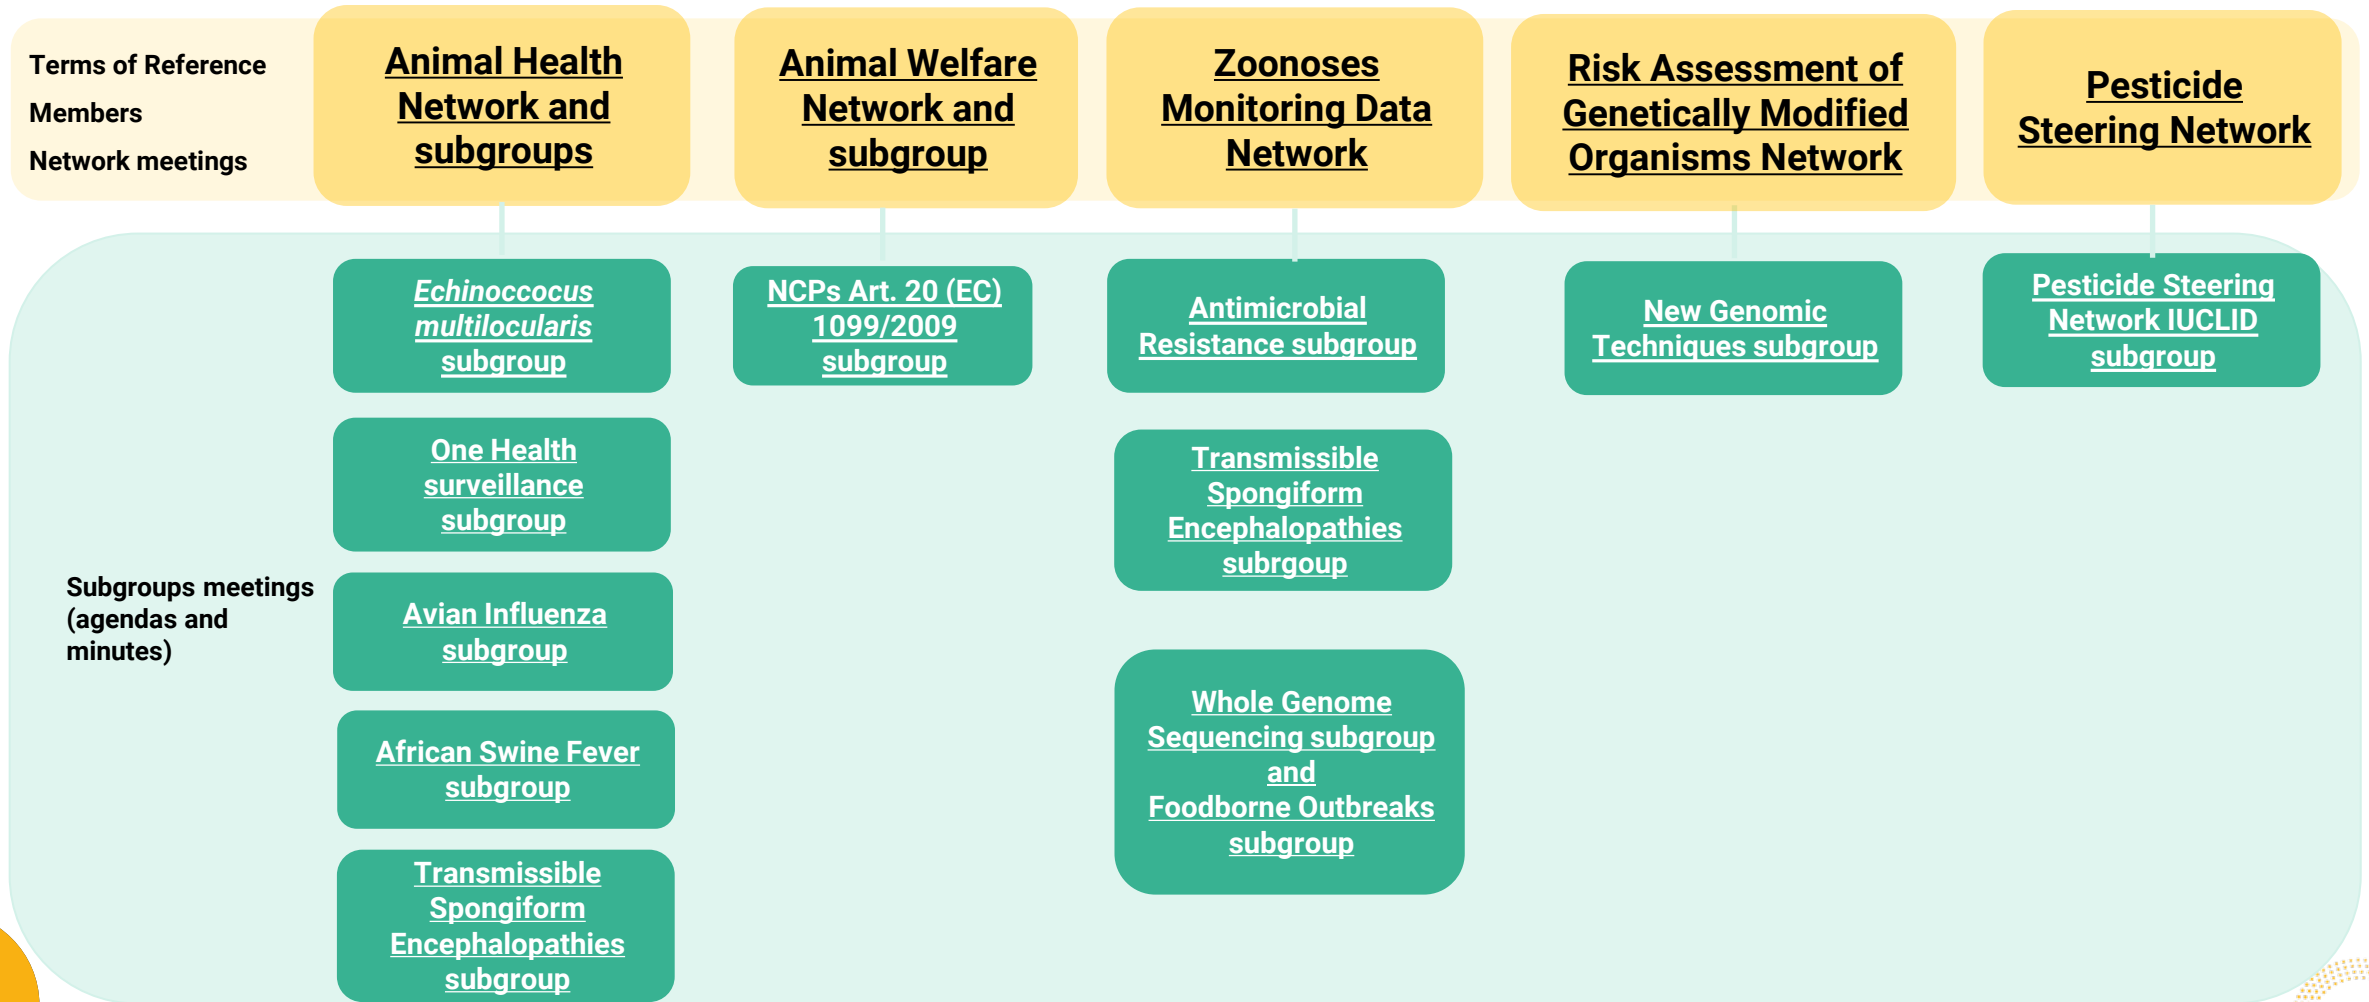 Terms of Reference
Members
Network meetings
Animal Health
Network and
subgroups
Animal Welfare
Network and
subgroup
Zoonoses
Monitoring Data
Network
Risk Assessment of
Genetically Modified
Organisms Network
Pesticide
Steering Network
Subgroups meetings
(agendas and
minutes)
Echinoccocus
multilocularis
subgroup
One Health
surveillance
subgroup
Avian Influenza
subgroup
African Swine Fever
subgroup
Transmissible
Spongiform
Encephalopathies
subgroup
NCPs Art. 20 (EC)
1099/2009
subgroup
Antimicrobial
Resistance subgroup
Transmissible
Spongiform
Encephalopathies
subrgoup
Whole Genome
Sequencing subgroup
and
Foodborne Outbreaks
subgroup
New Genomic
Techniques subgroup
Pesticide Steering
Network IUCLID
subgroup